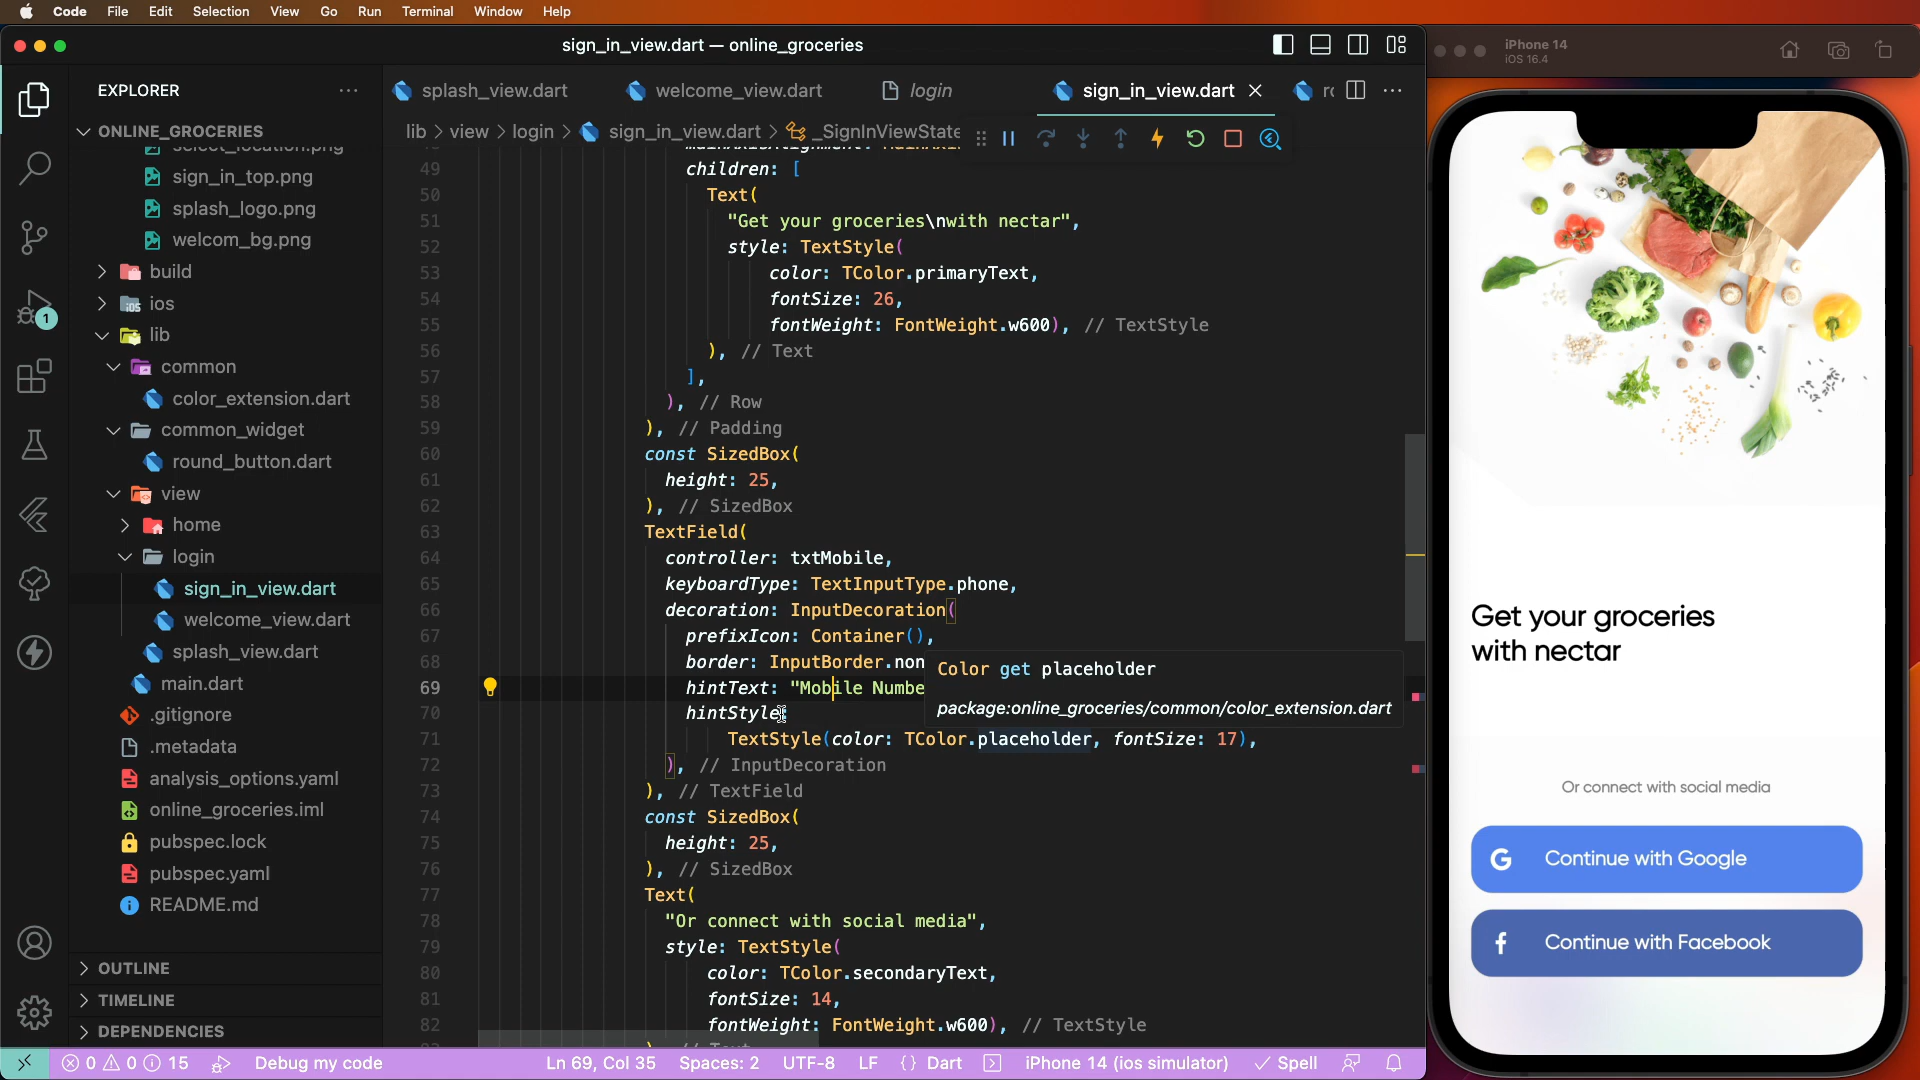 Code File Edit Selection View Go Run Terminal Window Help
sign_in_view.dart — online_groceries
iPhone 14
iOS 16.4
EXPLORER
splash_view.dart
welcome_view.dart
login
sign_in_view.dart
ONLINE_GROCERIES
lib > view > login > sign_in_view.dart > _SignInViewState
select_location.png
sign_in_top.png
splash_logo.png
welcom_bg.png
build
ios
lib
common
color_extension.dart
common_widget
round_button.dart
view
home
login
sign_in_view.dart
welcome_view.dart
splash_view.dart
main.dart
.gitignore
.metadata
analysis_options.yaml
online_groceries.iml
pubspec.lock
pubspec.yaml
README.md
OUTLINE
TIMELINE
DEPENDENCIES
1
49 children: [
50 Text(
51 "Get your groceries\nwith nectar",
52 style: TextStyle(
53 color: TColor.primaryText,
54 fontSize: 26,
55 fontWeight: FontWeight.w600), // TextStyle
56 ), // Text
57 ],
58 ), // Row
59 ), // Padding
60 const SizedBox(
61 height: 25,
62 ), // SizedBox
63 TextField(
64 controller: txtMobile,
65 keyboardType: TextInputType.phone,
66 decoration: InputDecoration(
67 prefixIcon: Container(),
68 border: InputBorder.non
69 hintText: "Mobile Numbe
70 hintStyle:
71 TextStyle(color: TColor.placeholder, fontSize: 17),
72 ), // InputDecoration
73 ), // TextField
74 const SizedBox(
75 height: 25,
76 ), // SizedBox
77 Text(
78 "Or connect with social media",
79 style: TextStyle(
80 color: TColor.secondaryText,
81 fontSize: 14,
82 fontWeight: FontWeight.w600), // TextStyle
Color get placeholder
package:online_groceries/common/color_extension.dart
Get your groceries
with nectar
Or connect with social media
G Continue with Google
f Continue with Facebook
0 0 15 Debug my code Ln 69, Col 35 Spaces: 2 UTF-8 LF {} Dart iPhone 14 (ios simulator) Spell